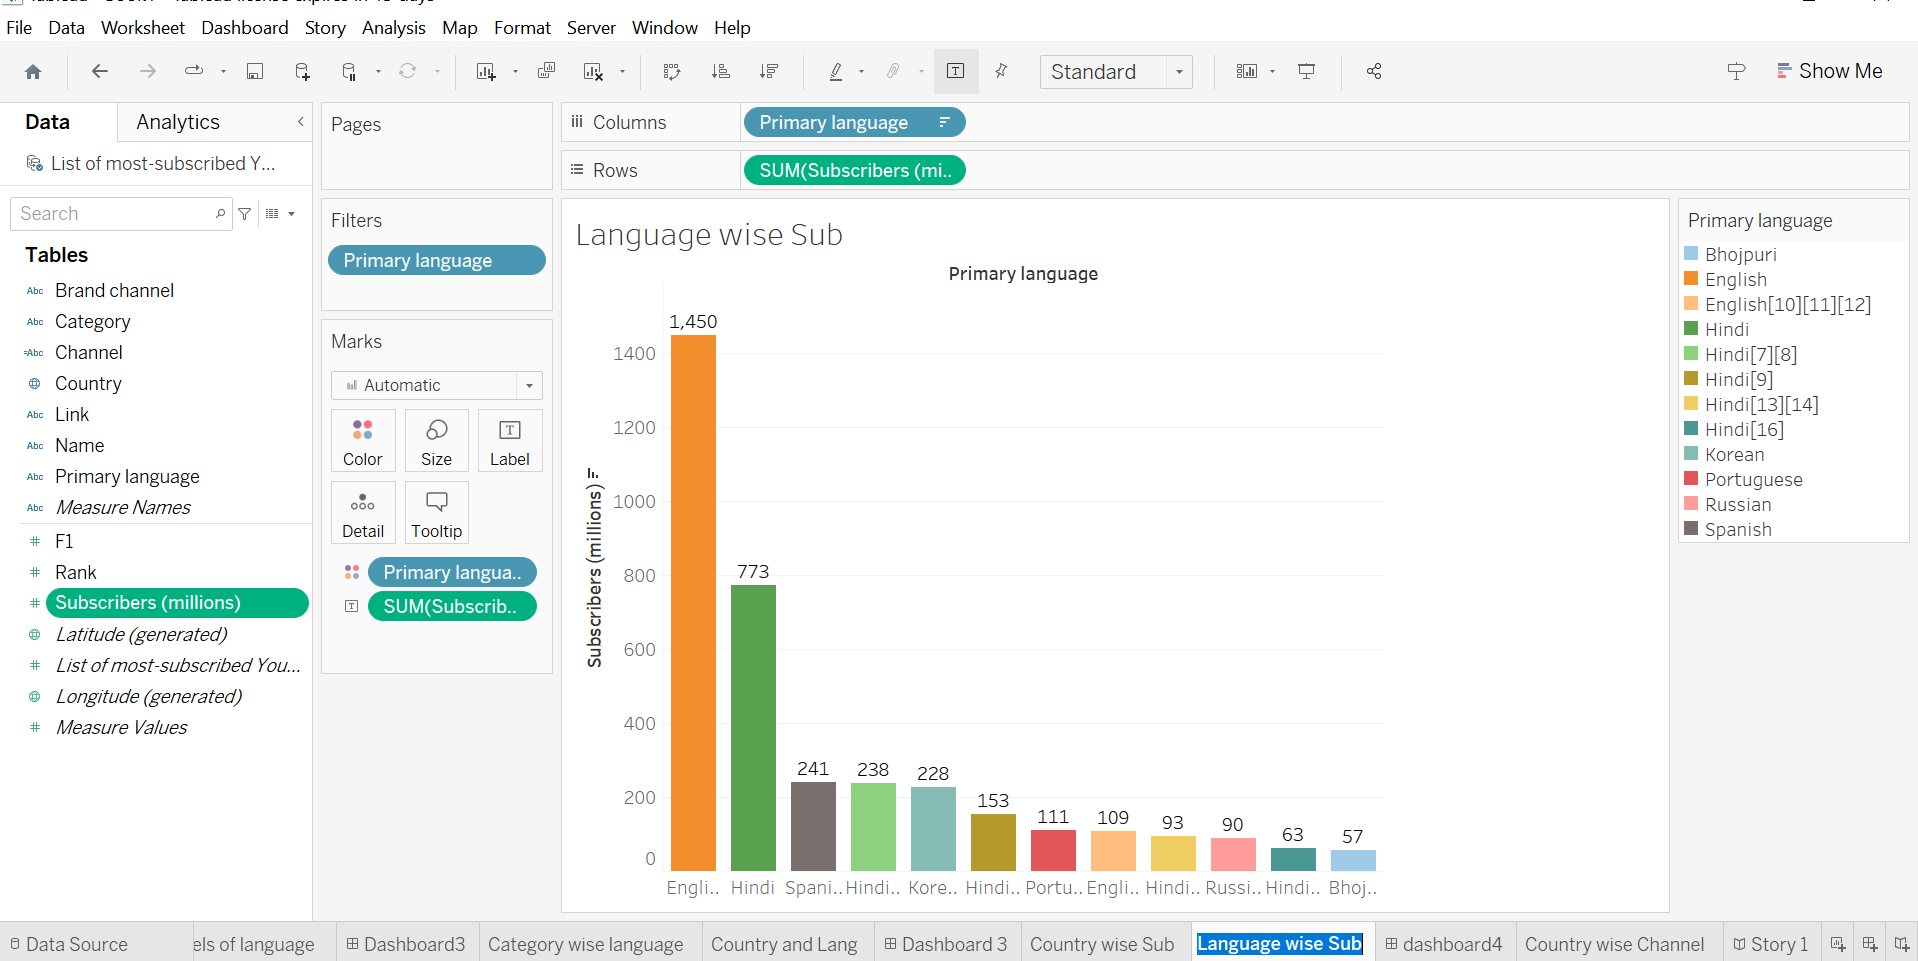 File Data Worksheet Dashboard Story Analysis Map Format Server Window Help
Standard
Show Me
Data Analytics
List of most-subscribed Y...
Search
Tables
Abc Brand channel
Abc Category
=Abc Channel
Country
Abc Link
Abc Name
Abc Primary language
Abc Measure Names
# F1
# Rank
# Subscribers (millions)
Latitude (generated)
# List of most-subscribed You...
Longitude (generated)
# Measure Values
Pages
Filters
Primary language
Marks
Automatic
Color Size Label
Detail Tooltip
Primary langua..
SUM(Subscrib..
Columns Primary language
Rows SUM(Subscribers (mi..
Language wise Sub
Primary language
Subscribers (millions)
1400
1200
1000
800
600
400
200
0
1,450
773
241
238
228
153
111
109
93
90
63
57
Engli.. Hindi Spani.. Hindi.. Kore.. Hindi.. Portu.. Engli.. Hindi.. Russi.. Hindi.. Bhoj..
Primary language
Bhojpuri
English
English[10][11][12]
Hindi
Hindi[7][8]
Hindi[9]
Hindi[13][14]
Hindi[16]
Korean
Portuguese
Russian
Spanish
Data Source els of language Dashboard3 Category wise language Country and Lang Dashboard 3 Country wise Sub Language wise Sub dashboard4 Country wise Channel Story 1